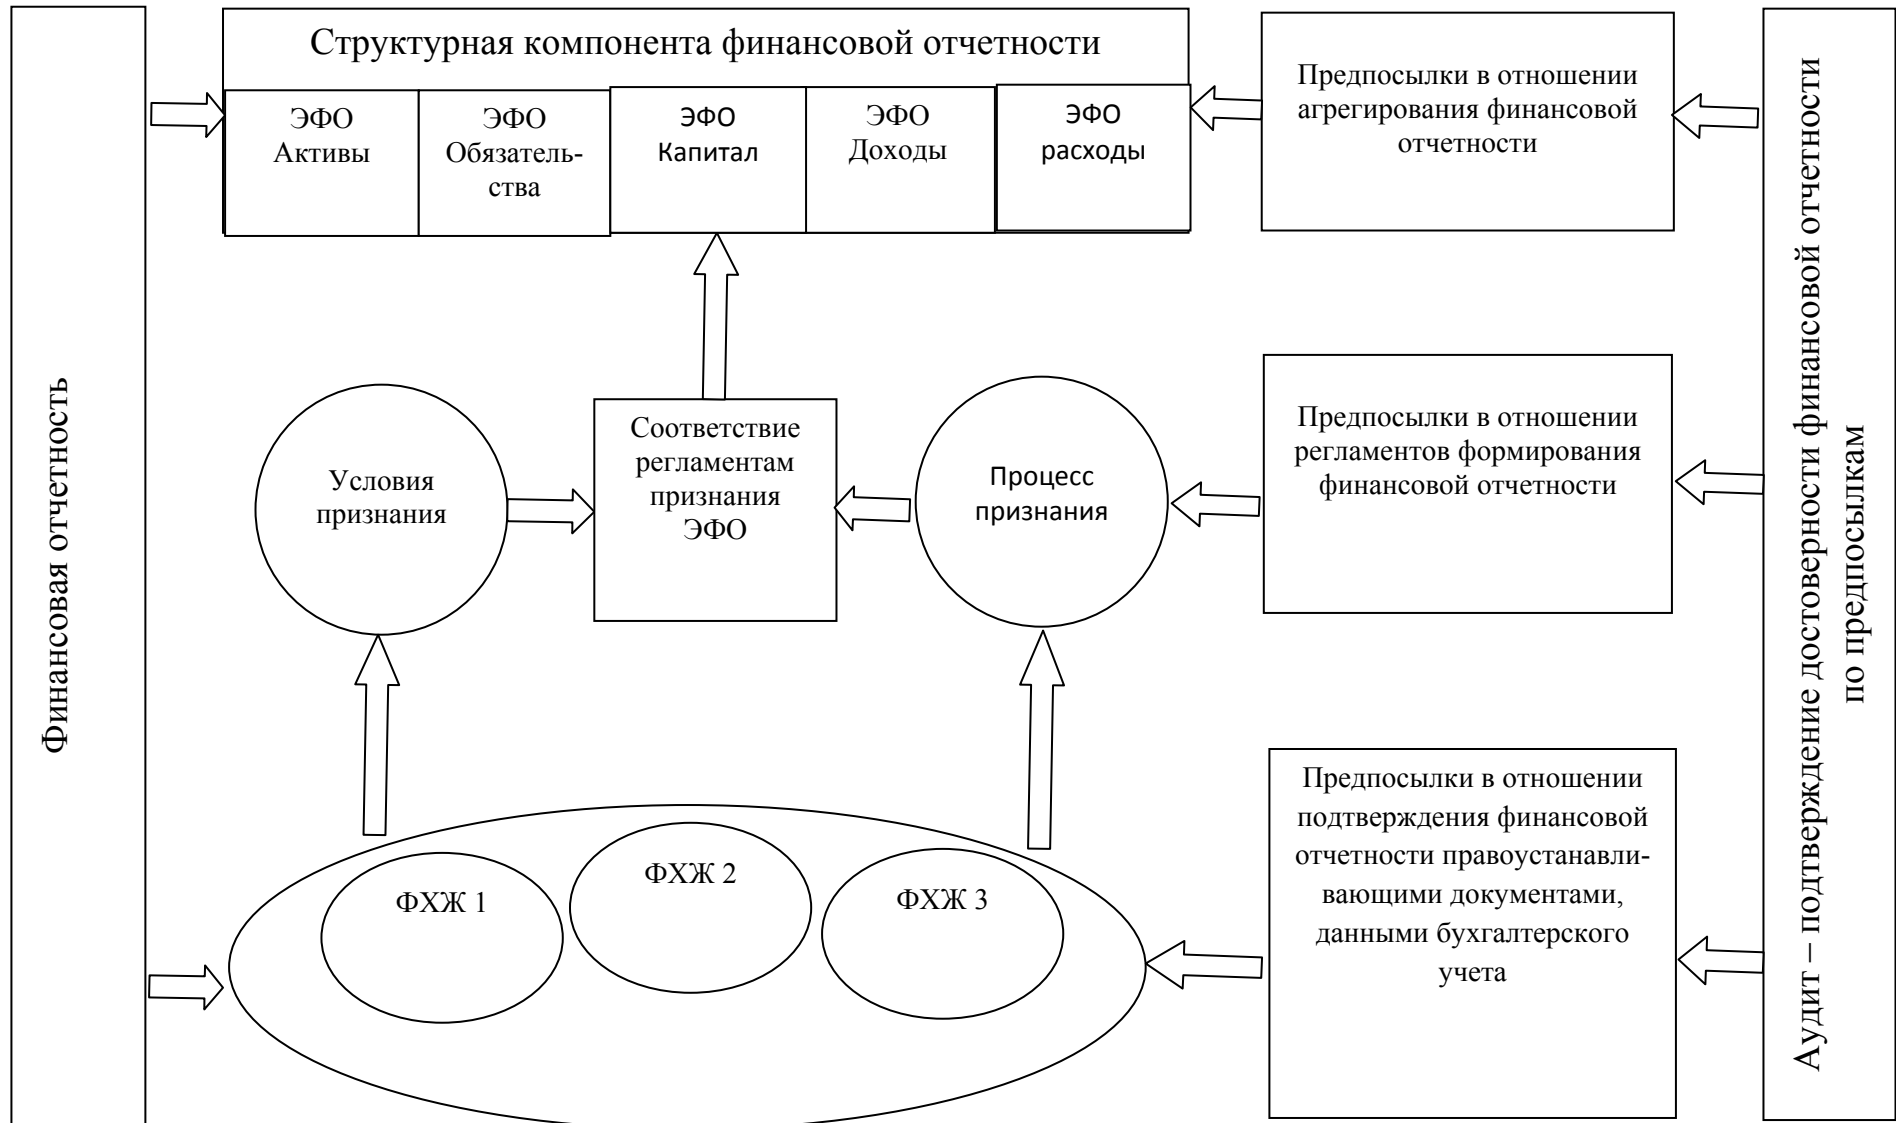 Финансовая отчетность
Структурная компонента финансовой отчетности
ЭФО
Активы
ЭФО
Обязатель-
ства
ЭФО
Капитал
ЭФО
Доходы
ЭФО
расходы
Предпосылки в отношении
агрегирования финансовой
отчетности
Условия
признания
Соответствие
регламентам
признания
ЭФО
Процесс
признания
Предпосылки в отношении
регламентов формирования
финансовой отчетности
ФХЖ 1
ФХЖ 2
ФХЖ 3
Предпосылки в отношении
подтверждения финансовой
отчетности правоустанавли-
вающими документами,
данными бухгалтерского
учета
Аудит – подтверждение достоверности финансовой отчетности
по предпосылкам